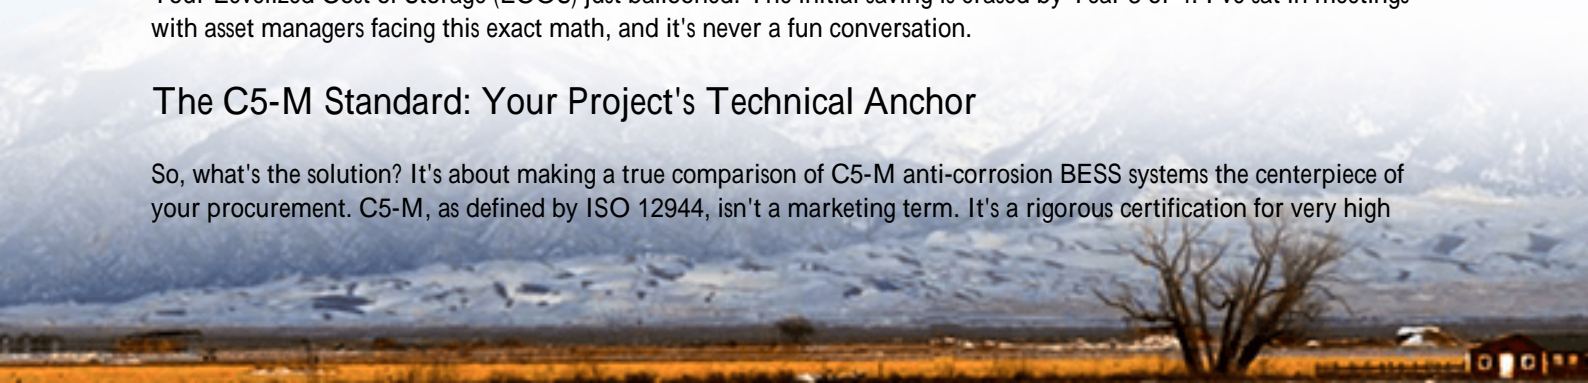 with asset managers facing this exact math, and it's never a fun conversation.
The C5-M Standard: Your Project's Technical Anchor
So, what's the solution? It's about making a true comparison of C5-M anti-corrosion BESS systems the centerpiece of
your procurement. C5-M, as defined by ISO 12944, isn't a marketing term. It's a rigorous certification for very high